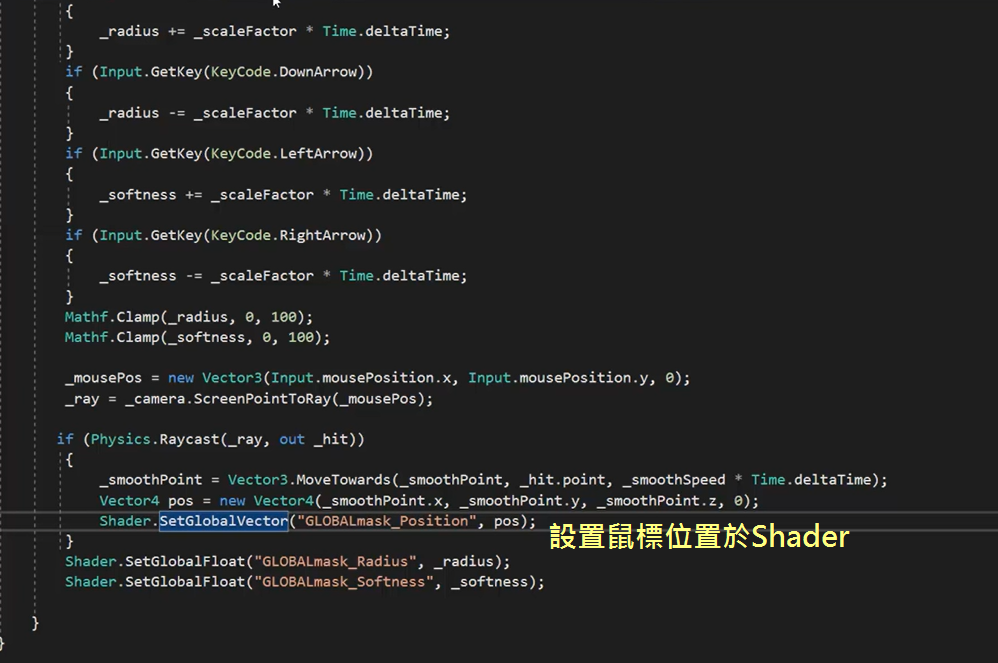 {
_radius += _scaleFactor * Time.deltaTime;
}
if (Input.GetKey(KeyCode.DownArrow))
{
_radius -= _scaleFactor * Time.deltaTime;
}
if (Input.GetKey(KeyCode.LeftArrow))
{
_softness += _scaleFactor * Time.deltaTime;
}
if (Input.GetKey(KeyCode.RightArrow))
{
_softness -= _scaleFactor * Time.deltaTime;
}
Mathf.Clamp(_radius, 0, 100);
Mathf.Clamp(_softness, 0, 100);
_mousePos = new Vector3(Input.mousePosition.x, Input.mousePosition.y, 0);
_ray = _camera.ScreenPointToRay(_mousePos);
if (Physics.Raycast(_ray, out _hit))
{
_smoothPoint = Vector3.MoveTowards(_smoothPoint, _hit.point, _smoothSpeed * Time.deltaTime);
Vector4 pos = new Vector4(_smoothPoint.x, _smoothPoint.y, _smoothPoint.z, 0);
Shader.SetGlobalVector("GLOBALmask_Position", pos);
設置鼠標位置於Shader
}
Shader.SetGlobalFloat("GLOBALmask_Radius", _radius);
Shader.SetGlobalFloat("GLOBALmask_Softness", _softness);
}
}